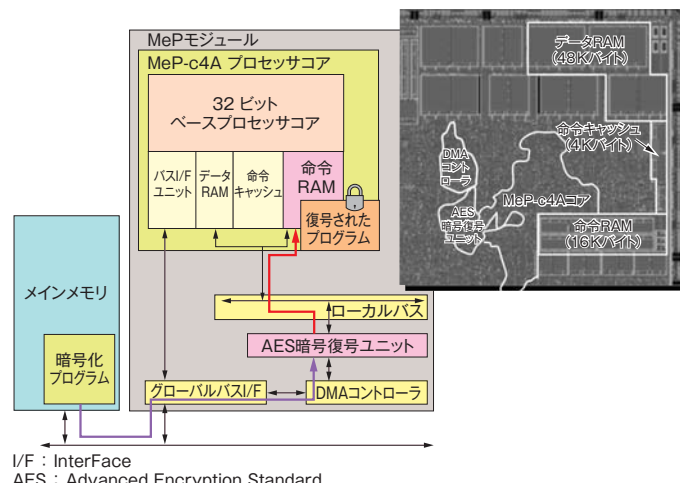 MePモジュール
MeP-c4A プロセッサコア
32 ビット
ベースプロセッサコア
バスI/F
ユニット
データ
RAM
命令
キャッシュ
命令
RAM
復号された
プログラム
メインメモリ
暗号化
プログラム
ローカルバス
AES暗号復号ユニット
グローバルバスI/F
DMAコントローラ
データRAM
(48Kバイト)
命令キャッシュ
(4Kバイト)
DMA
コント
ローラ
MeP-c4Aコア
AES
暗号復号
ユニット
命令RAM
(16Kバイト)
I/F：InterFace
AES：Advanced Encryption Standard